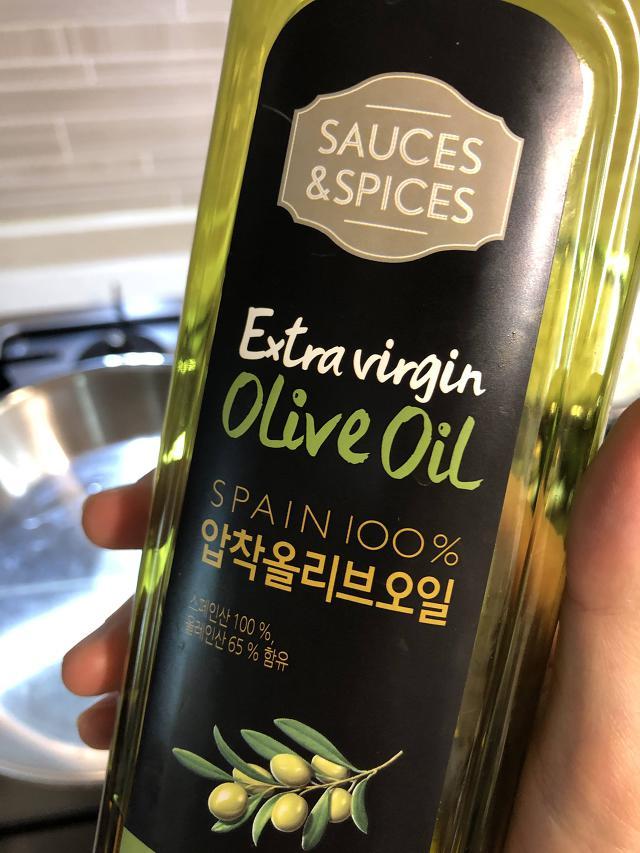 SAUCES
&SPICES
Extra virgin
Olive Oil
SPAIN 100%
압착올리브오일
스페인산 100 %,
올레인산 65 % 함유